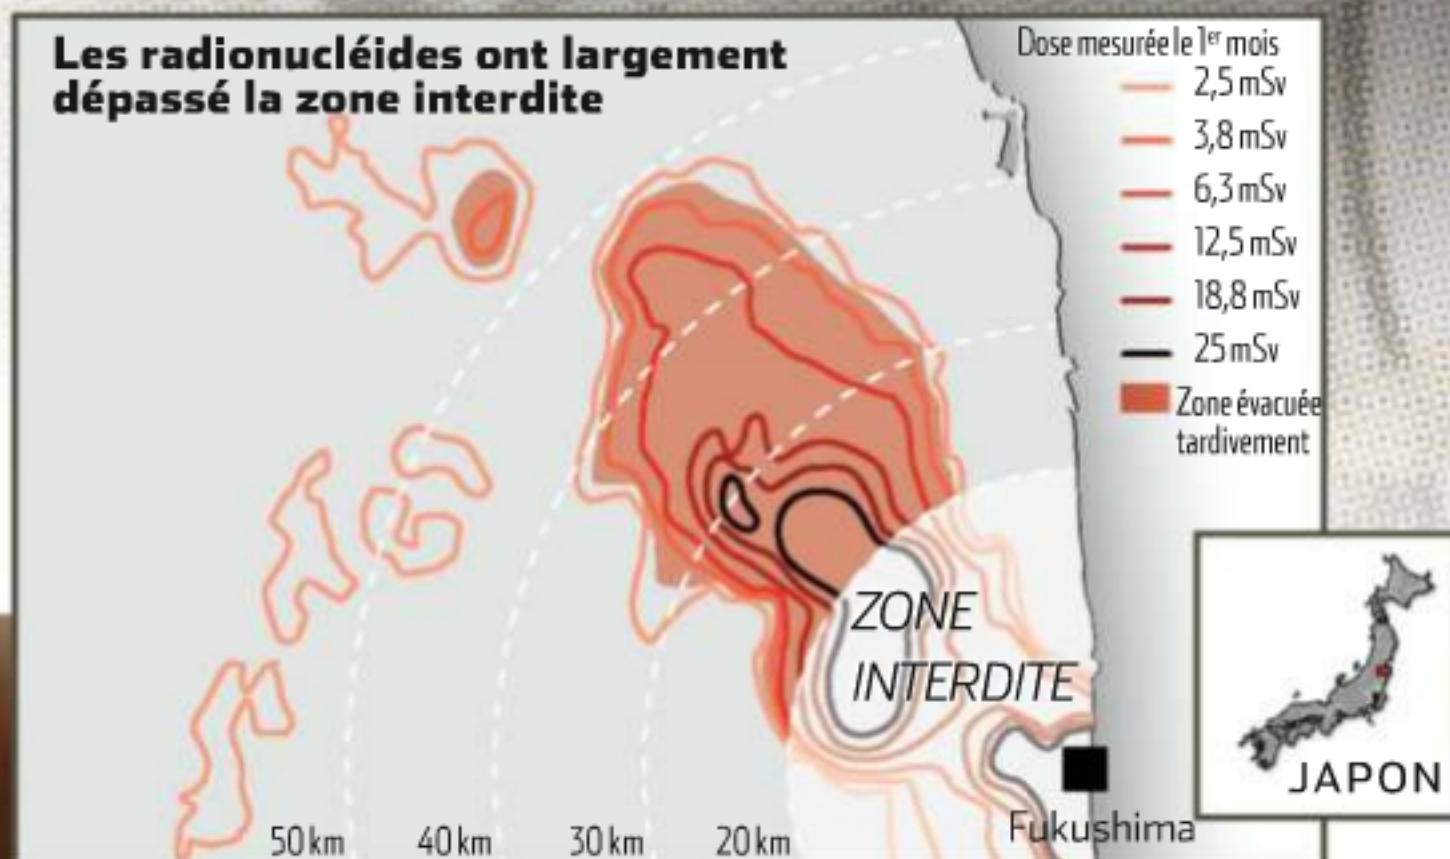 Les radionucléides ont largement
dépassé la zone interdite
Dose mesurée le 1er mois
2,5 mSv
3,8 mSv
6,3 mSv
12,5 mSv
18,8 mSv
25 mSv
Zone évacuée
tardivement
ZONE
INTERDITE
JAPON
Fukushima
50 km 40 km 30 km 20 km